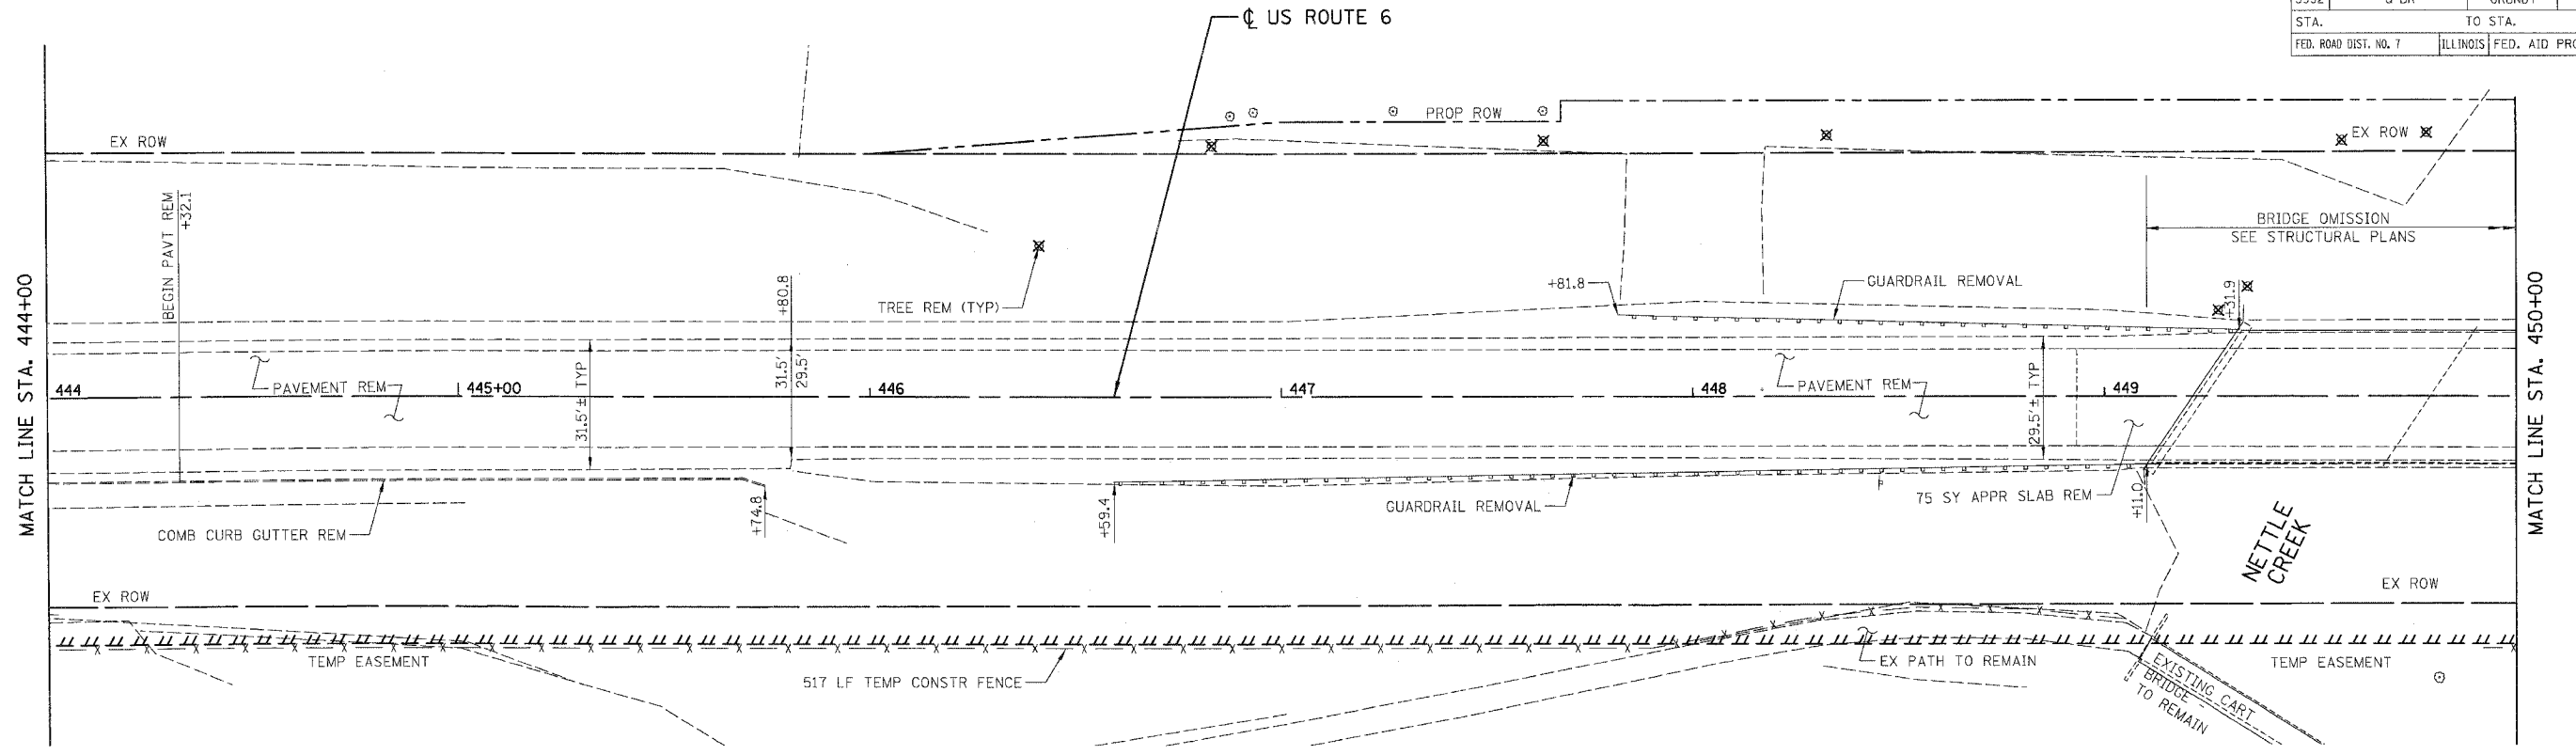 ℄ US ROUTE 6
STA. TO STA.
FED. ROAD DIST. NO. 7 ILLINOIS FED. AID
EX ROW
PROP ROW
EX ROW
BEGIN PAVT REM
+32.1
BRIDGE OMISSION
SEE STRUCTURAL PLANS
MATCH LINE STA. 444+00
TREE REM (TYP)
+80.8
31.5'
29.5'
+81.8
GUARDRAIL REMOVAL
+31.9
MATCH LINE STA. 450+00
444
PAVEMENT REM
445+00
31.5'± TYP
446
447
448
PAVEMENT REM
29.5'± TYP
449
COMB CURB GUTTER REM
+74.8
+59.4
GUARDRAIL REMOVAL
75 SY APPR SLAB REM
+11.0
NETTLE
CREEK
EX ROW
EX ROW
TEMP EASEMENT
517 LF TEMP CONSTR FENCE
EX PATH TO REMAIN
EXISTING CART
BRIDGE
TO REMAIN
TEMP EASEMENT